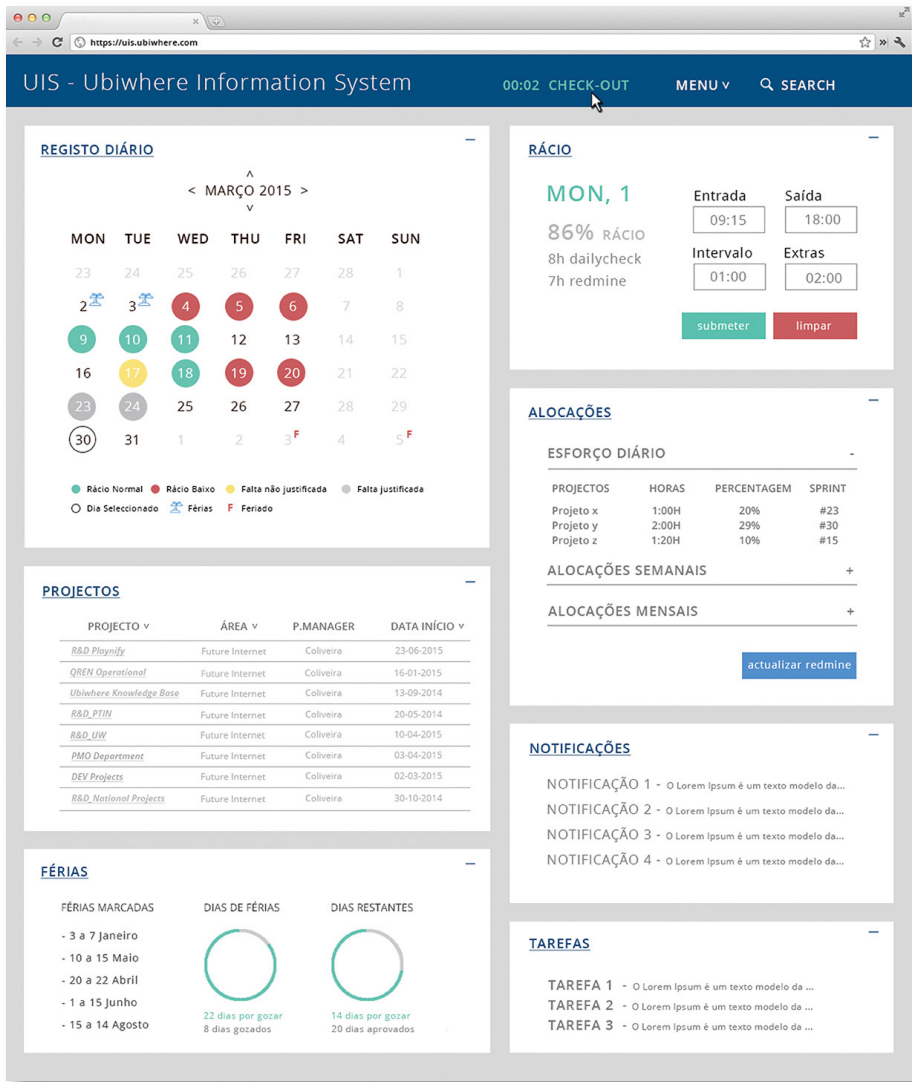 https://uis.ubiwhere.com
UIS - Ubiwhere Information System
00:02 CHECK-OUT
MENU
SEARCH
REGISTO DIÁRIO
< MARÇO 2015 >
MON TUE WED THU FRI SAT SUN
23 24 25 26 27 28 1
2 3 4 5 6 7 8
9 10 11 12 13 14 15
16 17 18 19 20 21 22
23 24 25 26 27 28 29
30 31 1 2 3 F 4 5 F
Rácio Normal Rácio Baixo Falta não justificada Falta justificada
Dia Seleccionado Férias F Feriado
PROJECTOS
PROJECTO ÁREA P.MANAGER DATA INÍCIO
R&D Playnify Future Internet Coliveira 23-06-2015
QREN Operational Future Internet Coliveira 16-01-2015
Ubiwhere Knowledge Base Future Internet Coliveira 13-09-2014
R&D_PTIN Future Internet Coliveira 20-05-2014
R&D_UW Future Internet Coliveira 10-04-2015
PMO Department Future Internet Coliveira 03-04-2015
DEV Projects Future Internet Coliveira 02-03-2015
R&D_National Projects Future Internet Coliveira 30-10-2014
FÉRIAS
FÉRIAS MARCADAS
- 3 a 7 Janeiro
- 10 a 15 Maio
- 20 a 22 Abril
- 1 a 15 Junho
- 15 a 14 Agosto
DIAS DE FÉRIAS
22 dias por gozar
8 dias gozados
DIAS RESTANTES
14 dias por gozar
20 dias aprovados
RÁCIO
MON, 1
86% RÁCIO
8h dailycheck
7h redmine
Entrada Saída
09:15 18:00
Intervalo Extras
01:00 02:00
submeter limpar
ALOCAÇÕES
ESFORÇO DIÁRIO -
PROJECTOS HORAS PERCENTAGEM SPRINT
Projeto x 1:00H 20% #23
Projeto y 2:00H 29% #30
Projeto z 1:20H 10% #15
ALOCAÇÕES SEMANAIS +
ALOCAÇÕES MENSAIS +
actualizar redmine
NOTIFICAÇÕES
NOTIFICAÇÃO 1 - O Lorem Ipsum é um texto modelo da...
NOTIFICAÇÃO 2 - O Lorem Ipsum é um texto modelo da...
NOTIFICAÇÃO 3 - O Lorem Ipsum é um texto modelo da...
NOTIFICAÇÃO 4 - O Lorem Ipsum é um texto modelo da...
TAREFAS
TAREFA 1 - O Lorem Ipsum é um texto modelo da ...
TAREFA 2 - O Lorem Ipsum é um texto modelo da ...
TAREFA 3 - O Lorem Ipsum é um texto modelo da ...